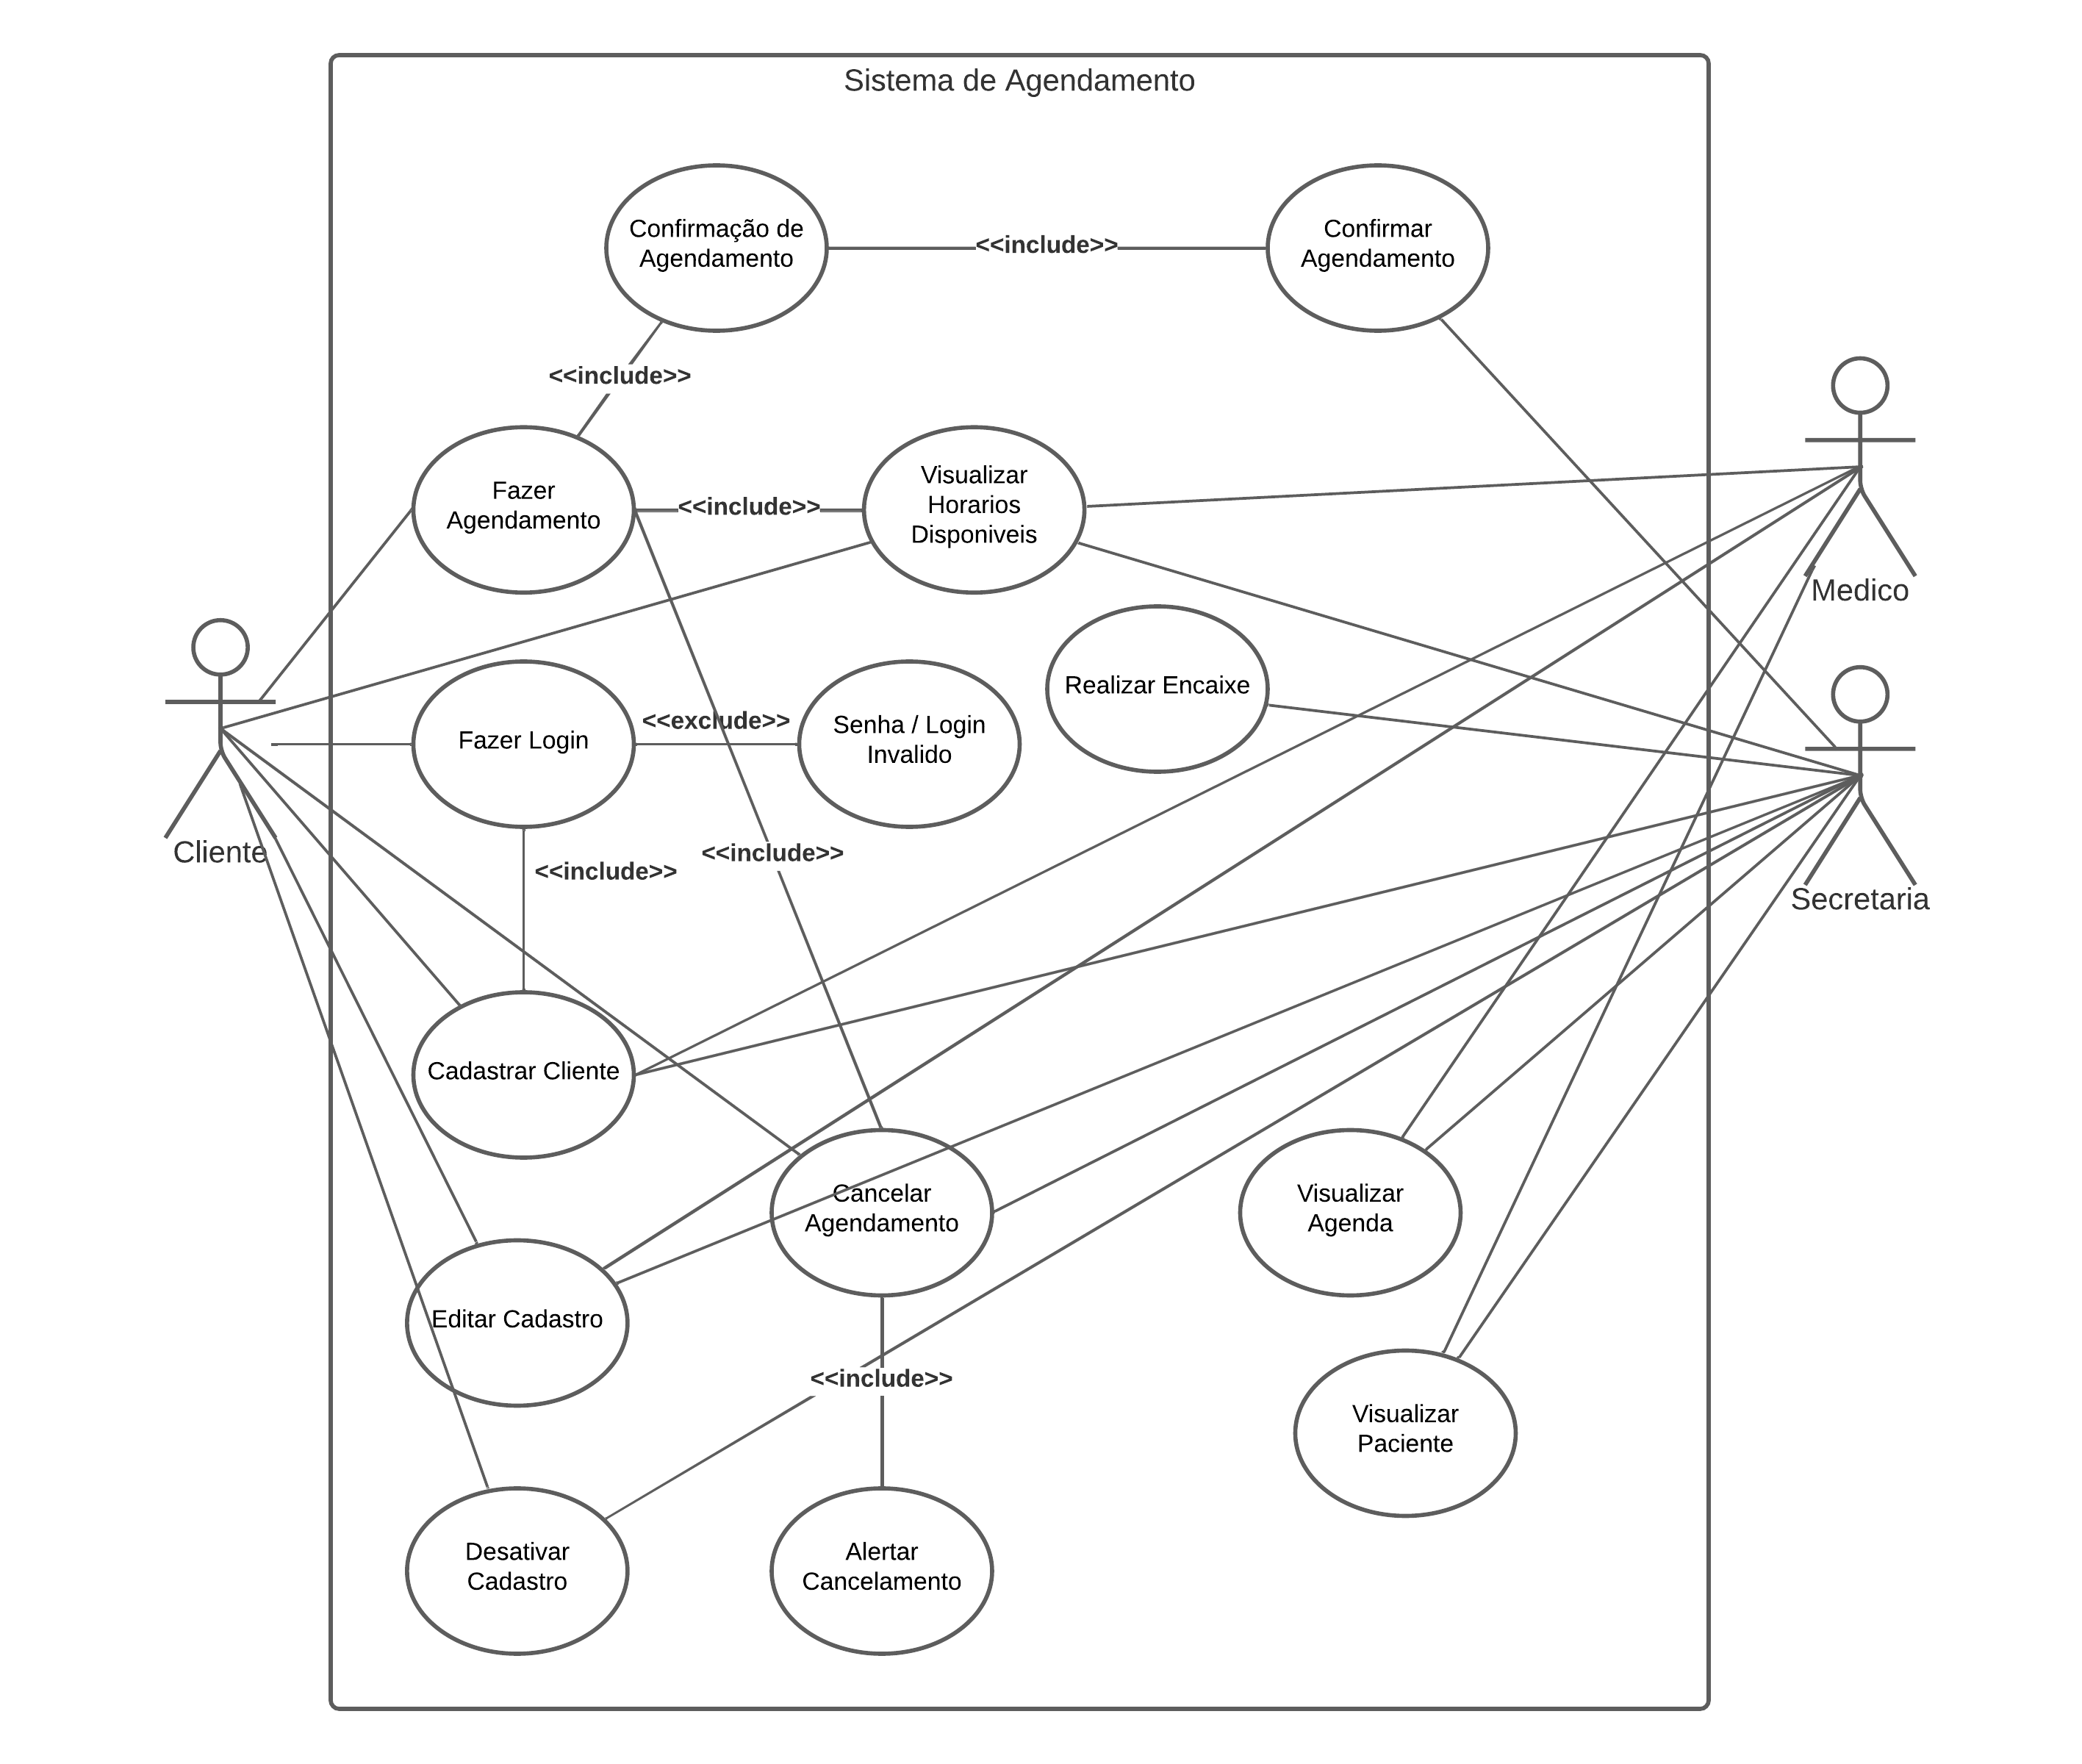 Sistema de Agendamento
Confirmação de
Agendamento
<<include>>
Confirmar
Agendamento
<<include>>
Fazer
Agendamento
<<include>>
Visualizar
Horarios
Disponiveis
Medico
Realizar Encaixe
Fazer Login
<<exclude>>
Senha / Login
Invalido
Cliente
<<include>>
<<include>>
Secretaria
Cadastrar Cliente
Cancelar
Agendamento
Visualizar
Agenda
Editar Cadastro
<<include>>
Visualizar
Paciente
Desativar
Cadastro
Alertar
Cancelamento